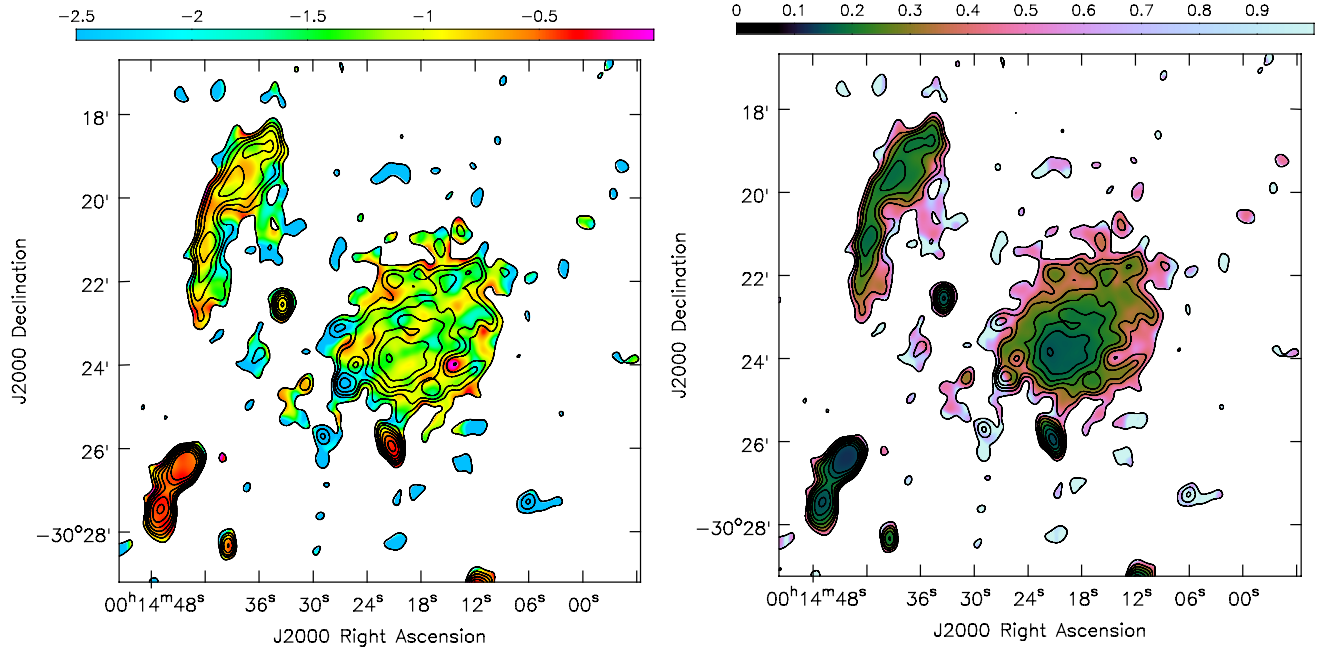 -2.5 -2 -1.5 -1 -0.5
0 0.1 0.2 0.3 0.4 0.5 0.6 0.7 0.8 0.9
J2000 Declination
18'
20'
22'
24'
26'
−30°28'
00ʰ14ᵐ48ˢ 36ˢ 30ˢ 24ˢ 18ˢ 12ˢ 06ˢ 00ˢ
J2000 Right Ascension
J2000 Declination
18'
20'
22'
24'
26'
−30°28'
00ʰ14ᵐ48ˢ 36ˢ 30ˢ 24ˢ 18ˢ 12ˢ 06ˢ 00ˢ
J2000 Right Ascension